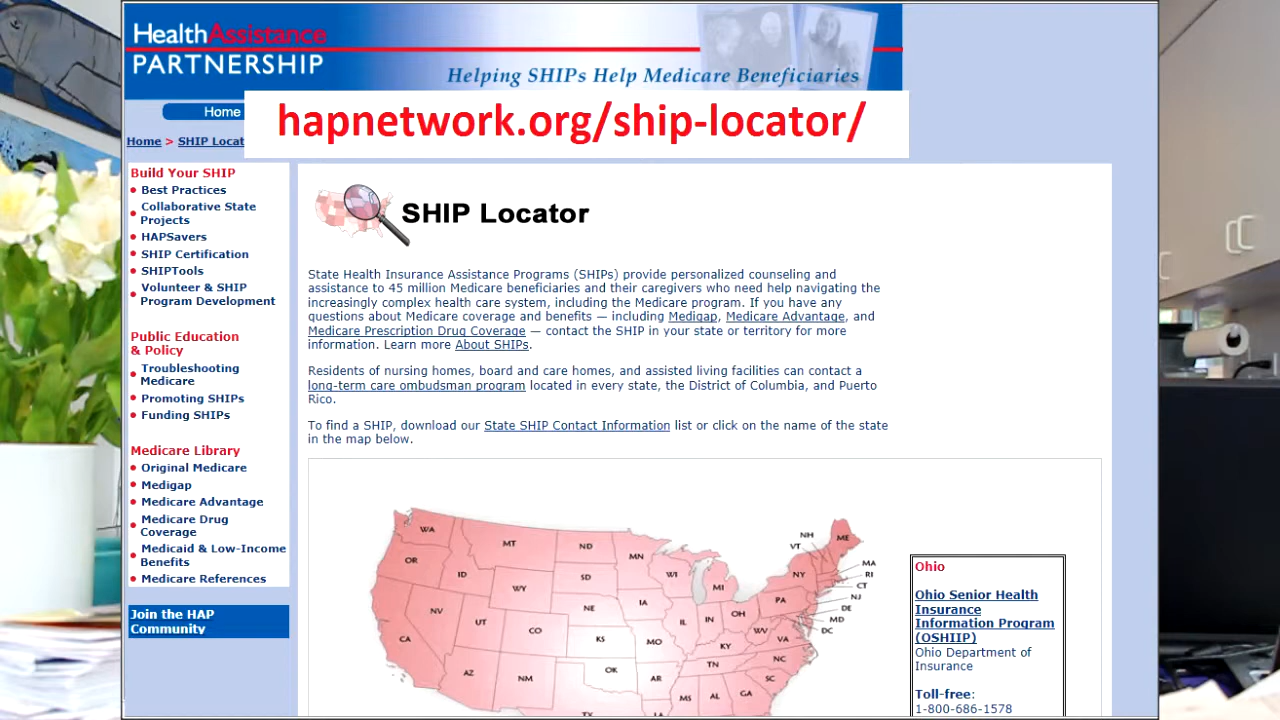 HealthAssistance
PARTNERSHIP
Helping SHIPs Help Medicare Beneficiaries
Home
hapnetwork.org/ship-locator/
Home > SHIP Locat
Build Your SHIP
Best Practices
Collaborative State
Projects
HAPSavers
SHIP Certification
SHIPTools
Volunteer & SHIP
Program Development
Public Education
& Policy
Troubleshooting
Medicare
Promoting SHIPs
Funding SHIPs
Medicare Library
Original Medicare
Medigap
Medicare Advantage
Medicare Drug
Coverage
Medicaid & Low-Income
Benefits
Medicare References
Join the HAP
Community
SHIP Locator
State Health Insurance Assistance Programs (SHIPs) provide personalized counseling and
assistance to 45 million Medicare beneficiaries and their caregivers who need help navigating the
increasingly complex health care system, including the Medicare program. If you have any
questions about Medicare coverage and benefits — including Medigap, Medicare Advantage, and
Medicare Prescription Drug Coverage — contact the SHIP in your state or territory for more
information. Learn more About SHIPs.
Residents of nursing homes, board and care homes, and assisted living facilities can contact a
long-term care ombudsman program located in every state, the District of Columbia, and Puerto
Rico.
To find a SHIP, download our State SHIP Contact Information list or click on the name of the state
in the map below.
WA
MT
ND
MN
NH
VT
ME
OR
ID
SD
WI
MI
NY
MA
RI
CT
WY
NE
IA
PA
NJ
NV
UT
CO
IL
IN
OH
DE
MD
DC
CA
KS
MO
WV
VA
KY
AZ
NM
OK
AR
TN
NC
SC
MS
AL
GA
TX
LA
Ohio
Ohio Senior Health
Insurance
Information Program
(OSHIIP)
Ohio Department of
Insurance
Toll-free:
1-800-686-1578